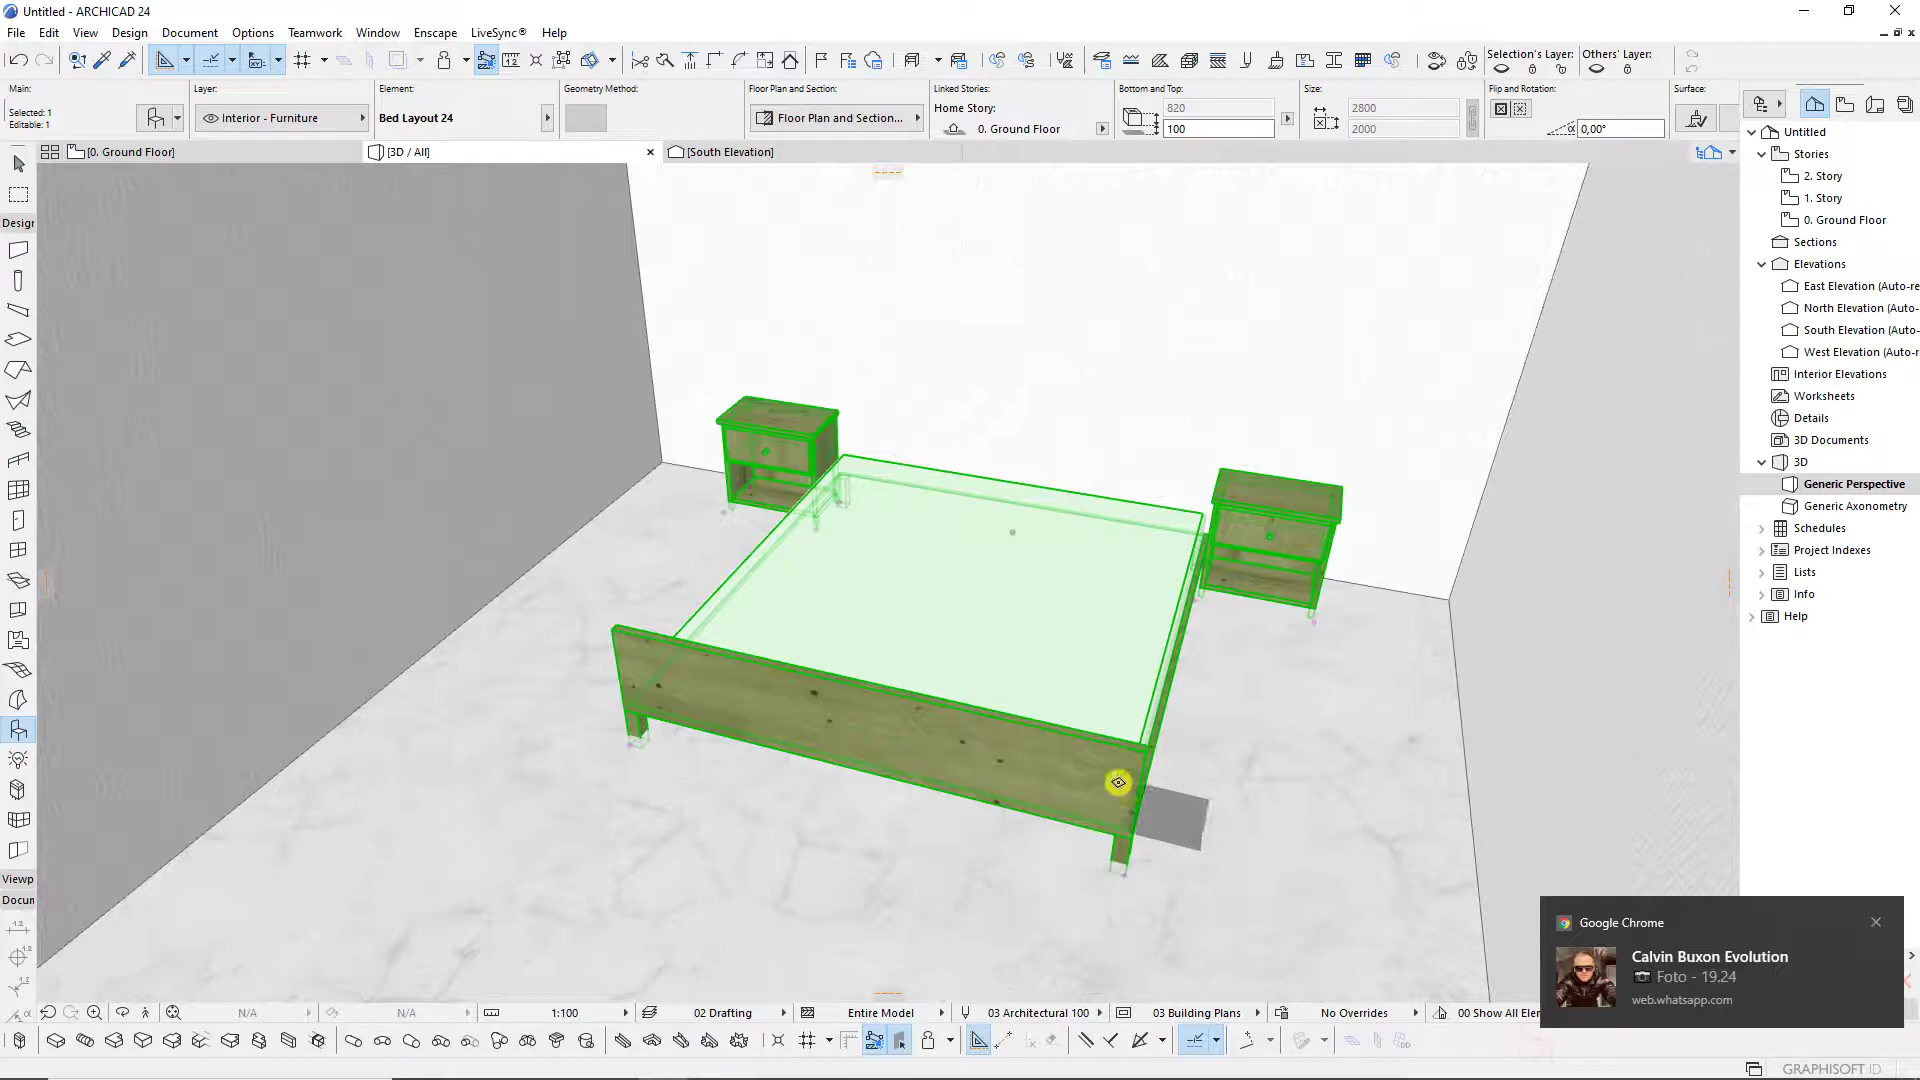 Untitled - ARCHICAD 24
File Edit View Design Document Options Teamwork Window Enscape LiveSync® Help
Selection's Layer: Others' Layer:
Main: Layer: Element: Geometry Method: Floor Plan and Section: Linked Stories: Bottom and Top: Size: Flip and Rotation: Surface:
Selected: 1
Editable: 1
Interior - Furniture
Bed Layout 24
Floor Plan and Section...
Home Story:
0. Ground Floor
820
100
2800
2000
0,00°
[0. Ground Floor]
[3D / All]
[South Elevation]
Design
Viewp
Docum
Untitled
Stories
2. Story
1. Story
0. Ground Floor
Sections
Elevations
East Elevation (Auto-re
North Elevation (Auto-
South Elevation (Auto-
West Elevation (Auto-r
Interior Elevations
Worksheets
Details
3D Documents
3D
Generic Perspective
Generic Axonometry
Schedules
Project Indexes
Lists
Info
Help
Google Chrome
Calvin Buxon Evolution
Foto - 19.24
web.whatsapp.com
N/A N/A 1:100 02 Drafting Entire Model 03 Architectural 100 03 Building Plans No Overrides 00 Show All Elen
GRAPHISOFT ID